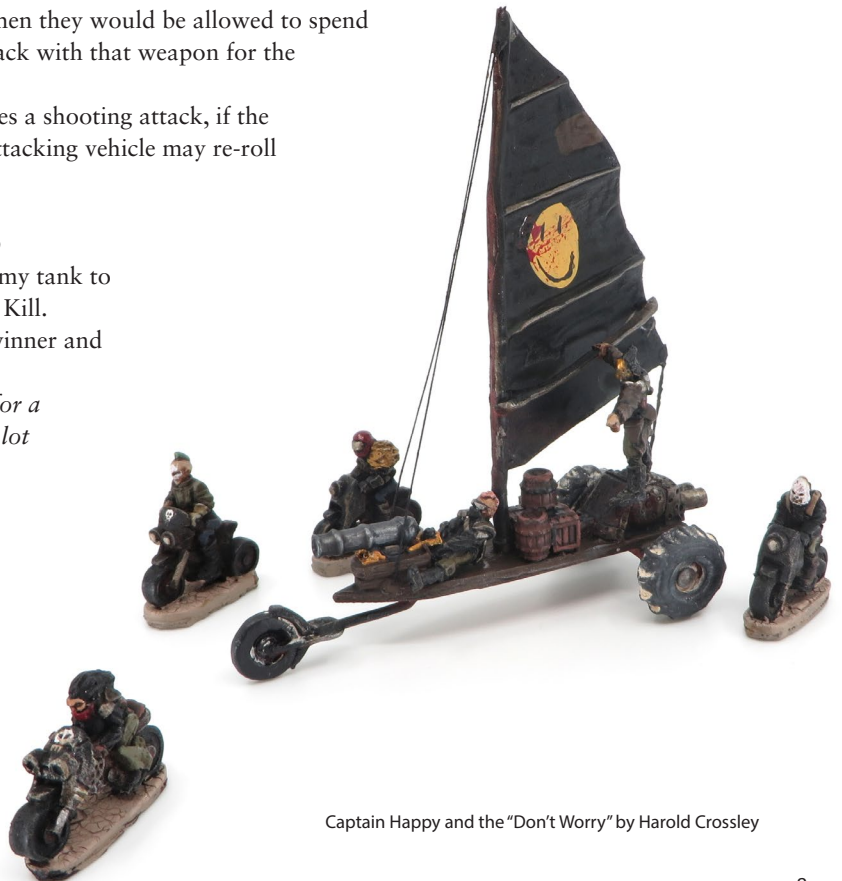 hen they would be allowed to spend
ack with that weapon for the
es a shooting attack, if the
ttacking vehicle may re-roll
my tank to
Kill.
vinner and
for a
lot
Captain Happy and the “Don’t Worry” by Harold Crossley